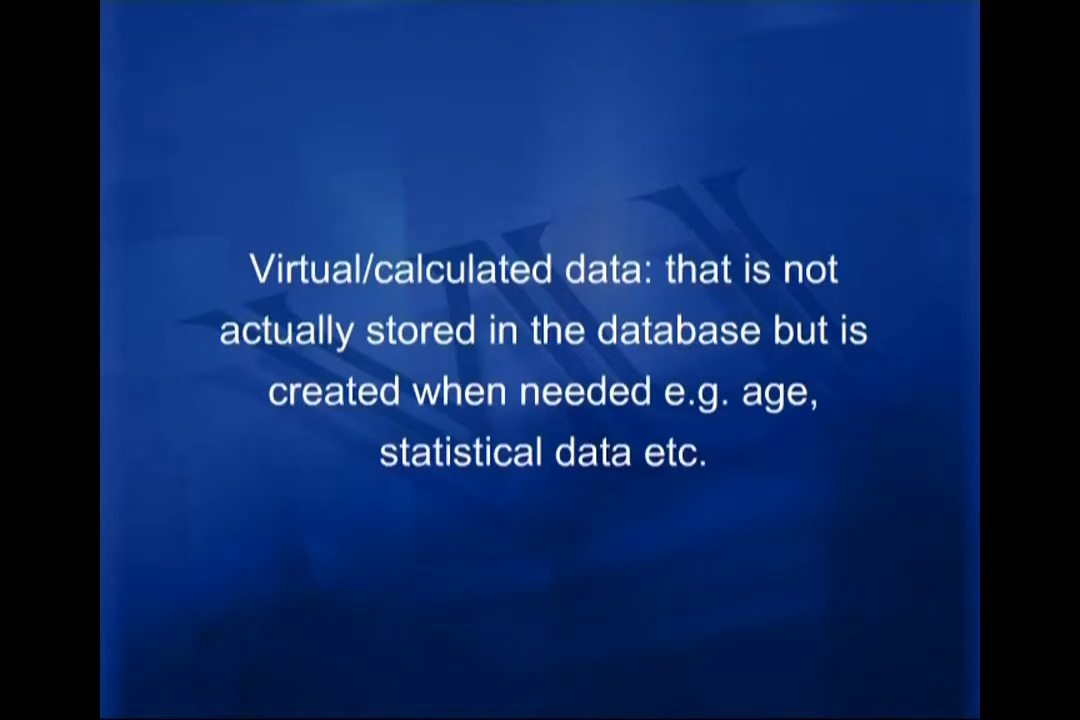 Virtual/calculated data: that is not
actually stored in the database but is
created when needed e.g. age,
statistical data etc.